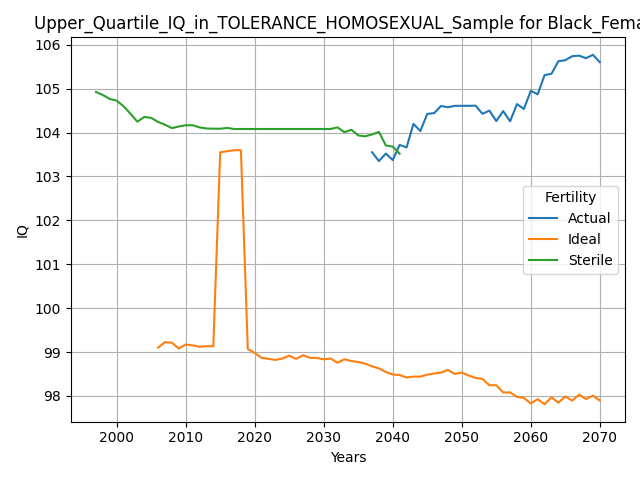 Upper_Quartile_IQ_in_TOLERANCE_HOMOSEXUAL_Sample for Black_Fema
106
105
104
103
102
101
100
99
98
IQ
Fertility
Actual
Ideal
Sterile
2000 2010 2020 2030 2040 2050 2060 2070
Years